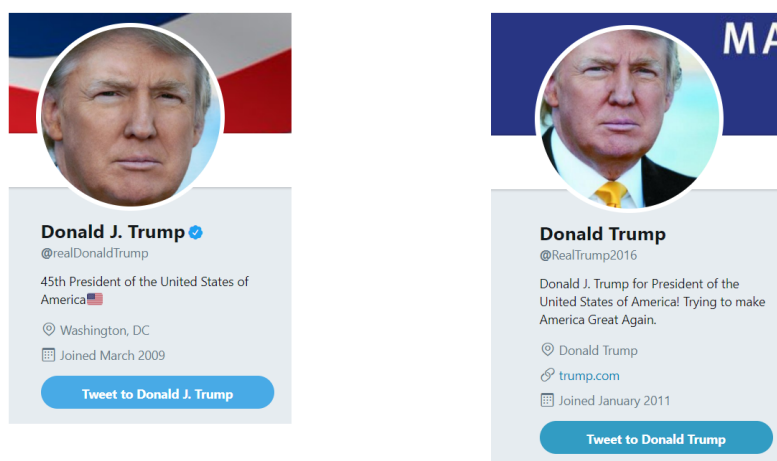 Donald J. Trump
@realDonaldTrump
45th President of the United States of
America
Washington, DC
Joined March 2009
Tweet to Donald J. Trump
MA
Donald Trump
@RealTrump2016
Donald J. Trump for President of the
United States of America! Trying to make
America Great Again.
Donald Trump
trump.com
Joined January 2011
Tweet to Donald Trump